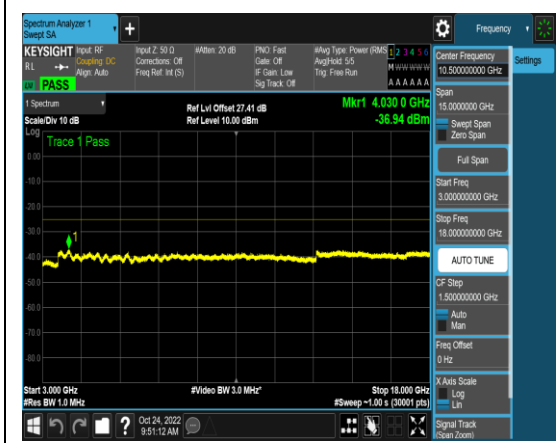 Spectrum Analyzer 1
Swept SA
Frequency
KEYSIGHT Input: RF Input Z: 50 Ω #Atten: 20 dB PNO: Fast #Avg Type: Power (RMS 1 2 3 4 5 6
RL Coupling: DC Corrections: Off Gate: Off Avg|Hold: 5/5 M W W W W W
Align: Auto Freq Ref: Int (S) IF Gain: Low Trig: Free Run
PASS Sig Track: Off A A A A A A
1 Spectrum Ref Lvl Offset 27.41 dB Mkr1 4.030 0 GHz
Scale/Div 10 dB Ref Level 10.00 dBm -36.94 dBm
Log
Trace 1 Pass
0.00
-10.0
-20.0
-30.0
1
-40.0
-50.0
-60.0
-70.0
-80.0
Start 3.000 GHz #Video BW 3.0 MHz* Stop 18.000 GHz
#Res BW 1.0 MHz #Sweep ~1.00 s (30001 pts)
? Oct 24, 2022
9:51:12 AM
Center Frequency
10.500000000 GHz
Settings
Span
15.0000000 GHz
Swept Span
Zero Span
Full Span
Start Freq
3.000000000 GHz
Stop Freq
18.000000000 GHz
AUTO TUNE
CF Step
1.500000000 GHz
Auto
Man
Freq Offset
0 Hz
X Axis Scale
Log
Lin
Signal Track
(Span Zoom)